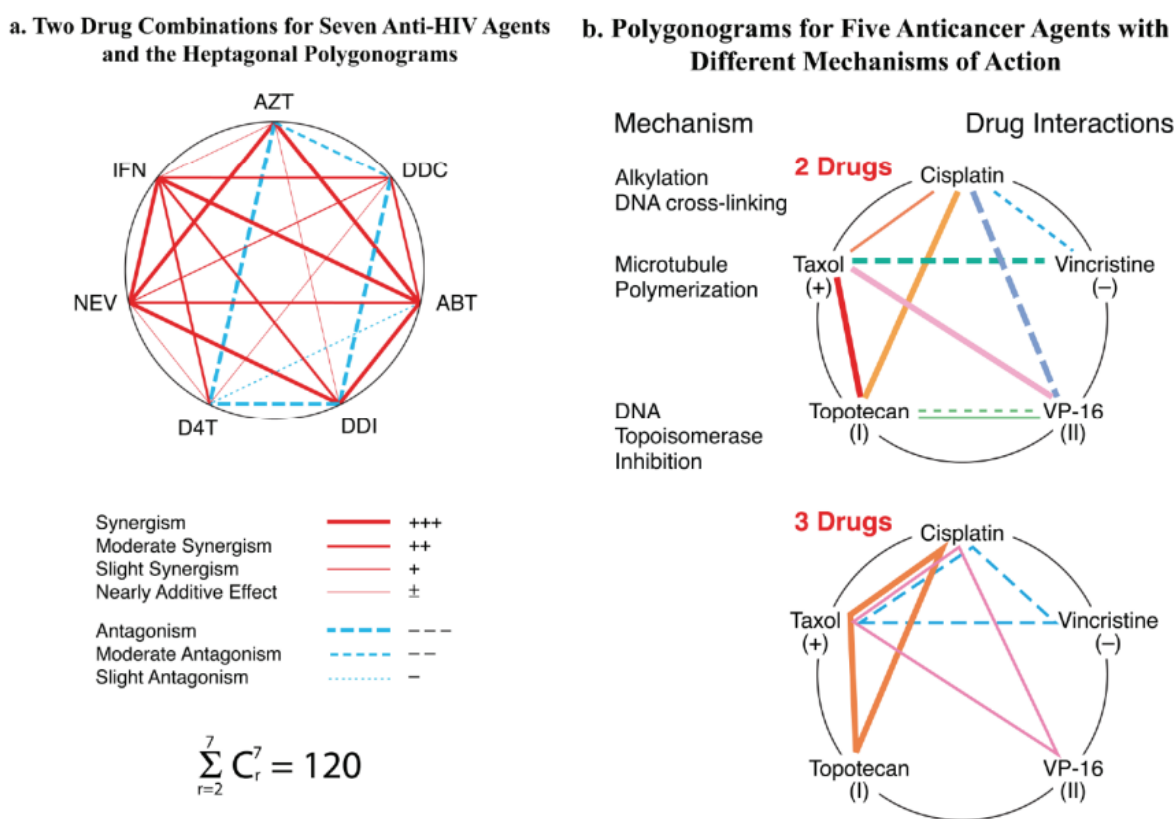 a. Two Drug Combinations for Seven Anti-HIV Agents
and the Heptagonal Polygonograms
AZT
IFN
DDC
NEV
ABT
D4T
DDI
Synergism +++
Moderate Synergism ++
Slight Synergism +
Nearly Additive Effect ±
Antagonism – – –
Moderate Antagonism – –
Slight Antagonism –
7
Σ C⁷ᵣ = 120
r=2
b. Polygonograms for Five Anticancer Agents with
Different Mechanisms of Action
Mechanism
Drug Interactions
2 Drugs
Cisplatin
Alkylation
DNA cross-linking
Taxol
(+)
Vincristine
(–)
Microtubule
Polymerization
Topotecan
(I)
VP-16
(II)
DNA
Topoisomerase
Inhibition
3 Drugs
Cisplatin
Taxol
(+)
Vincristine
(–)
Topotecan
(I)
VP-16
(II)